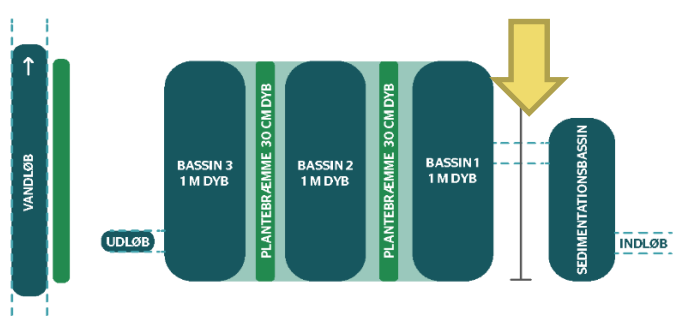 VANDLØB
UDLØB
BASSIN 3
1 M DYB
PLANTEBRÆMME 30 CM DYB
BASSIN 2
1 M DYB
PLANTEBRÆMME 30 CM DYB
BASSIN 1
1 M DYB
SEDIMENTATIONSBASSIN
INDLØB